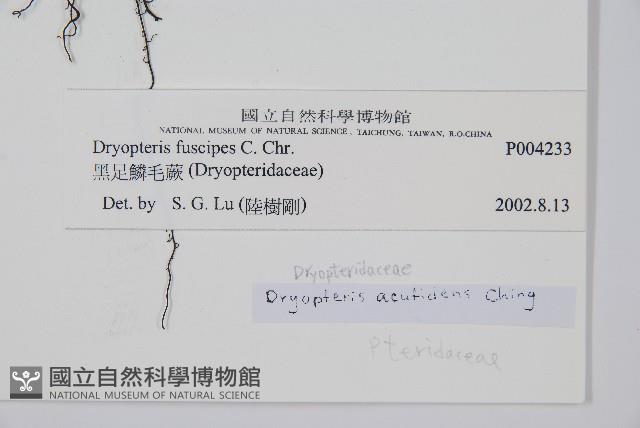 國立自然科學博物館
NATIONAL MUSEUM OF NATURAL SCIENCE, TAICHUNG, TAIWAN, R.O.CHINA
Dryopteris fuscipes C. Chr. P004233
黑足鱗毛蕨 (Dryopteridaceae)
Det. by S. G. Lu (陸樹剛) 2002.8.13
Dryopteridaceae
Dryopteris acutidens Ching
Pteridaceae
國立自然科學博物館
NATIONAL MUSEUM OF NATURAL SCIENCE